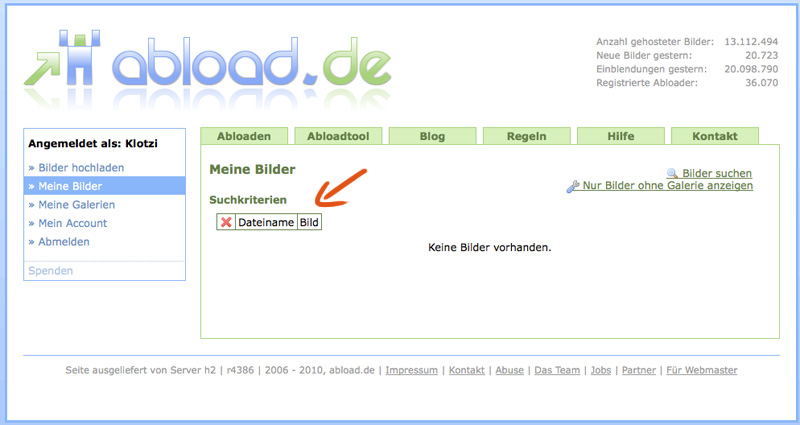 abload.de
Anzahl gehosteter Bilder: 13.112.494
Neue Bilder gestern: 20.723
Einblendungen gestern: 20.098.790
Registrierte Abloader: 36.070
Angemeldet als: Klotzi
» Bilder hochladen
» Meine Bilder
» Meine Galerien
» Mein Account
» Abmelden
Spenden
Abloaden Abloadtool Blog Regeln Hilfe Kontakt
Meine Bilder
Bilder suchen
Nur Bilder ohne Galerie anzeigen
Suchkriterien
Dateiname Bild
Keine Bilder vorhanden.
Seite ausgeliefert von Server h2 | r4386 | 2006 - 2010, abload.de | Impressum | Kontakt | Abuse | Das Team | Jobs | Partner | Für Webmaster